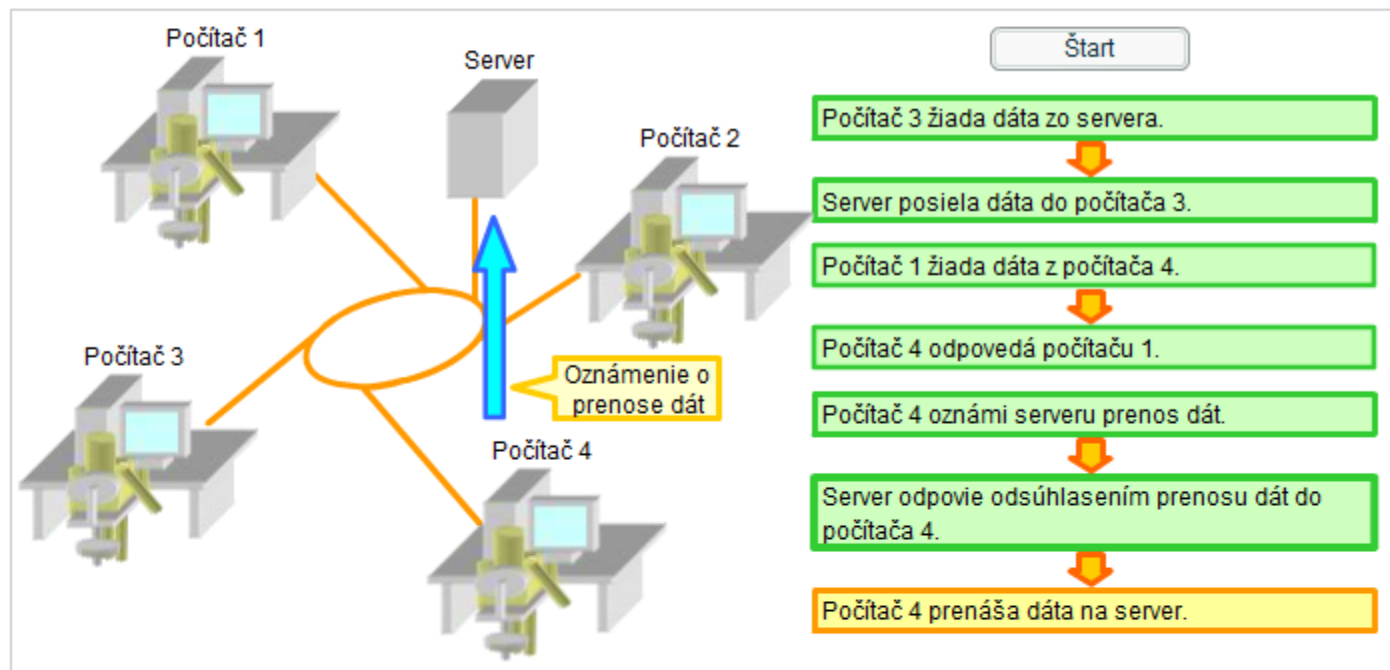 Počítač 1
Server
Počítač 2
Počítač 3
Oznámenie o
prenose dát
Počítač 4
Štart
Počítač 3 žiada dáta zo servera.
Server posiela dáta do počítača 3.
Počítač 1 žiada dáta z počítača 4.
Počítač 4 odpovedá počítaču 1.
Počítač 4 oznámi serveru prenos dát.
Server odpovie odsúhlasením prenosu dát do
počítača 4.
Počítač 4 prenáša dáta na server.